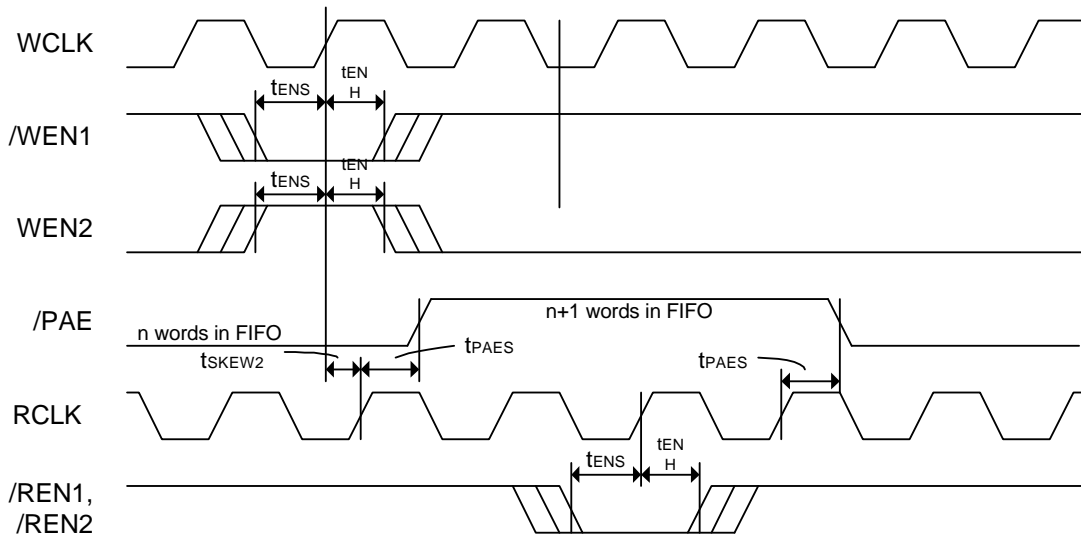 WCLK
tENS
tEN
H
/WEN1
tENS
tEN
H
WEN2
/PAE
n words in FIFO
n+1 words in FIFO
tSKEW2
tPAES
tPAES
RCLK
tENS
tEN
H
/REN1,
/REN2